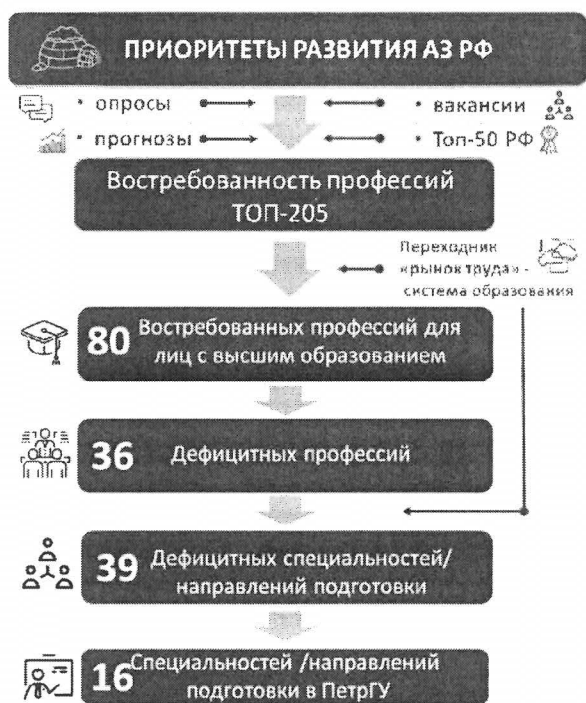 ПРИОРИТЕТЫ РАЗВИТИЯ АЗ РФ
• опросы
• вакансии
• прогнозы
• Топ-50 РФ
Востребованность профессий
ТОП-205
Переходник
«рынок труда» -
система образования
80 Востребованных профессий для
лиц с высшим образованием
36 Дефицитных профессий
39 Дефицитных специальностей/
направлений подготовки
16 Специальностей /направлений
подготовки в ПетрГУ